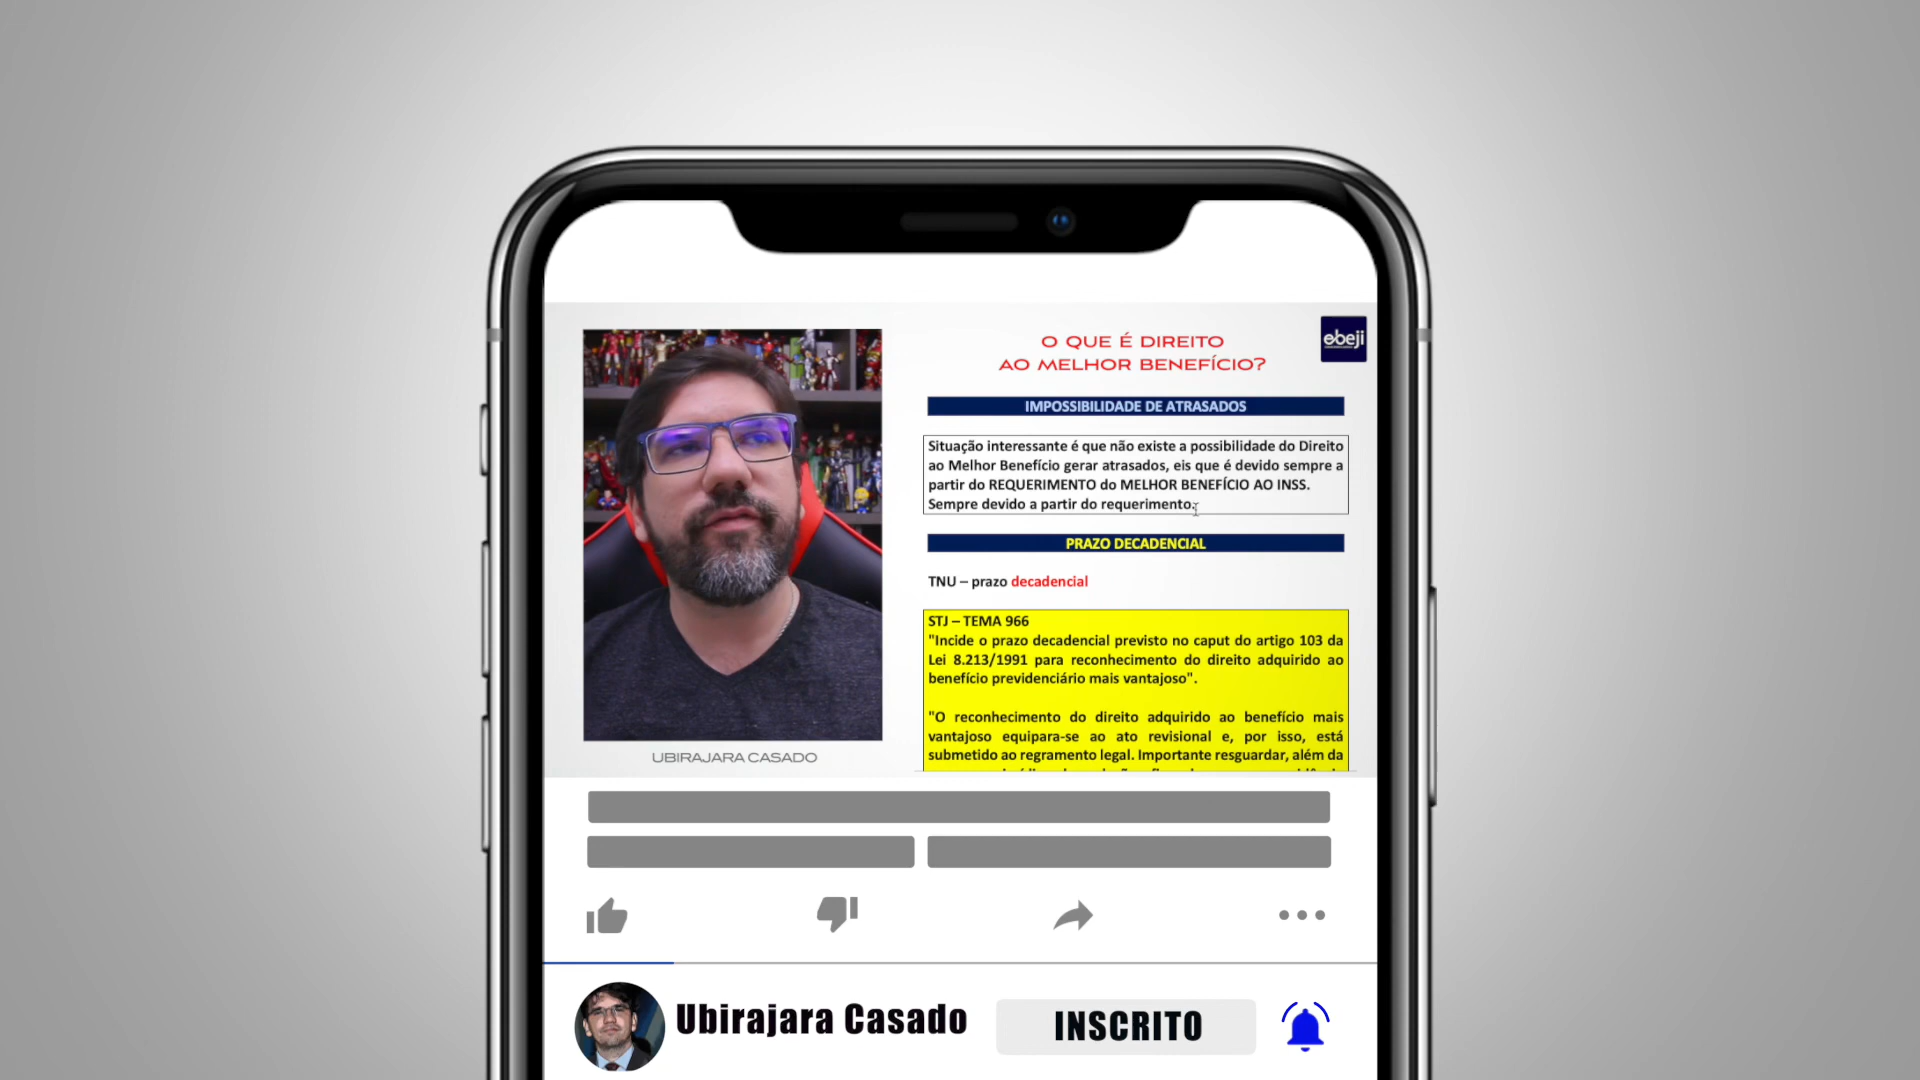 O QUE É DIREITO
AO MELHOR BENEFÍCIO?
ebeji
IMPOSSIBILIDADE DE ATRASADOS
Situação interessante é que não existe a possibilidade do Direito
ao Melhor Benefício gerar atrasados, eis que é devido sempre a
partir do REQUERIMENTO do MELHOR BENEFÍCIO AO INSS.
Sempre devido a partir do requerimento.
PRAZO DECADENCIAL
TNU – prazo decadencial
STJ – TEMA 966
"Incide o prazo decadencial previsto no caput do artigo 103 da
Lei 8.213/1991 para reconhecimento do direito adquirido ao
benefício previdenciário mais vantajoso".
"O reconhecimento do direito adquirido ao benefício mais
vantajoso equipara-se ao ato revisional e, por isso, está
submetido ao regramento legal. Importante resguardar, além da
UBIRAJARA CASADO
Ubirajara Casado
INSCRITO